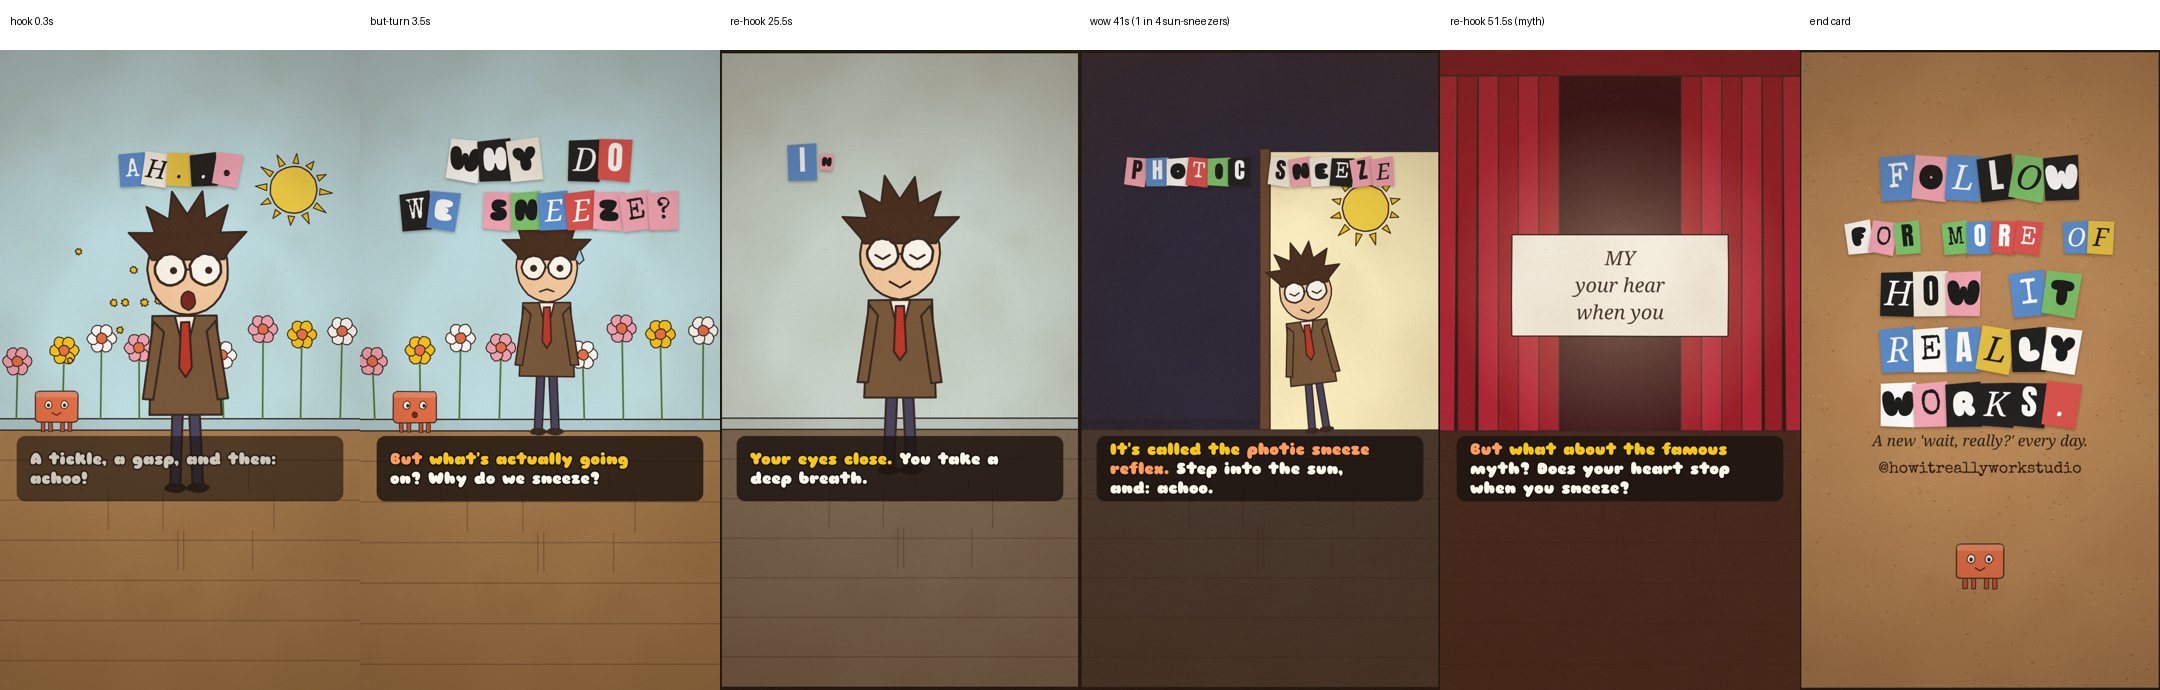 hook 0.3s
AH...
A tickle, a gasp, and then:
achoo!
but-turn 3.5s
WHY DO
WE SNEEZE?
But what's actually going
on? Why do we sneeze?
re-hook 25.5s
IN
Your eyes close. You take a
deep breath.
wow 41s (1 in 4 sun-sneezers)
PHOTIC SNEEZE
It's called the photic sneeze
reflex. Step into the sun,
and: achoo.
re-hook 51.5s (myth)
MY
your hear
when you
But what about the famous
myth? Does your heart stop
when you sneeze?
end card
FOLLOW
FOR MORE OF
HOW IT
REALLY
WORKS.
A new 'wait, really?' every day.
@howitreallyworkstudio